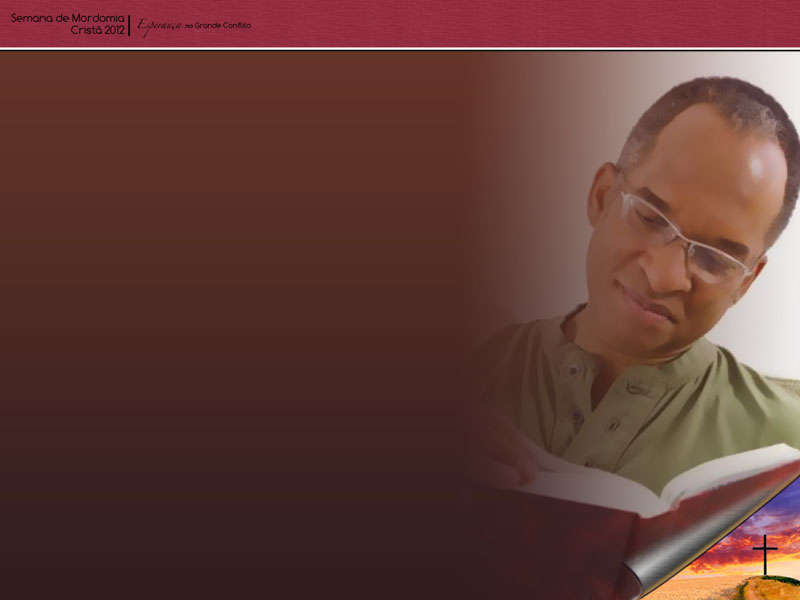 Semana de Mordomia
Cristã 2012
Esperança no Grande Conflito